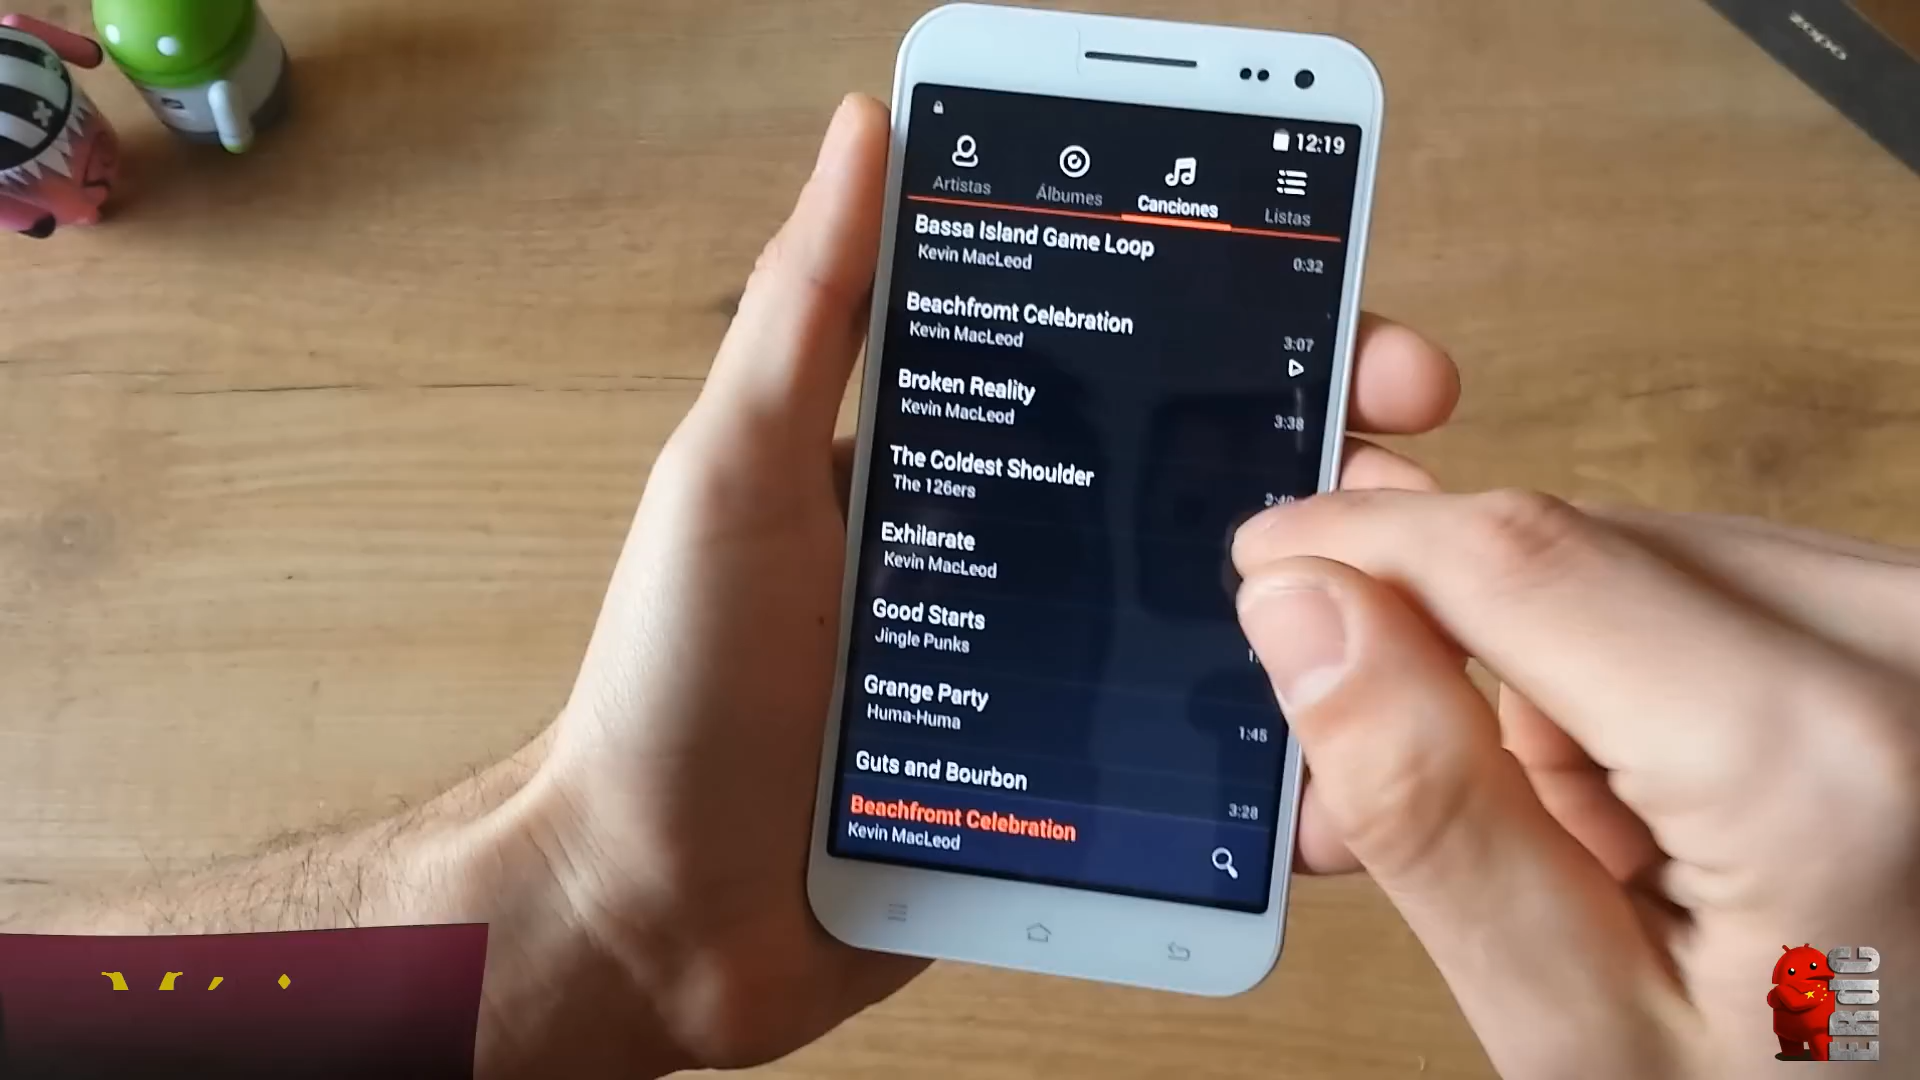 zopo
12:19
Artistas
Álbumes
Canciones
Listas
Bassa Island Game Loop
Kevin MacLeod
0:32
Beachfromt Celebration
Kevin MacLeod
3:07
Broken Reality
Kevin MacLeod
3:38
The Coldest Shoulder
The 126ers
Exhilarate
Kevin MacLeod
Good Starts
Jingle Punks
Grange Party
Huma-Huma
1:45
Guts and Bourbon
3:28
Beachfromt Celebration
Kevin MacLeod
ERdC